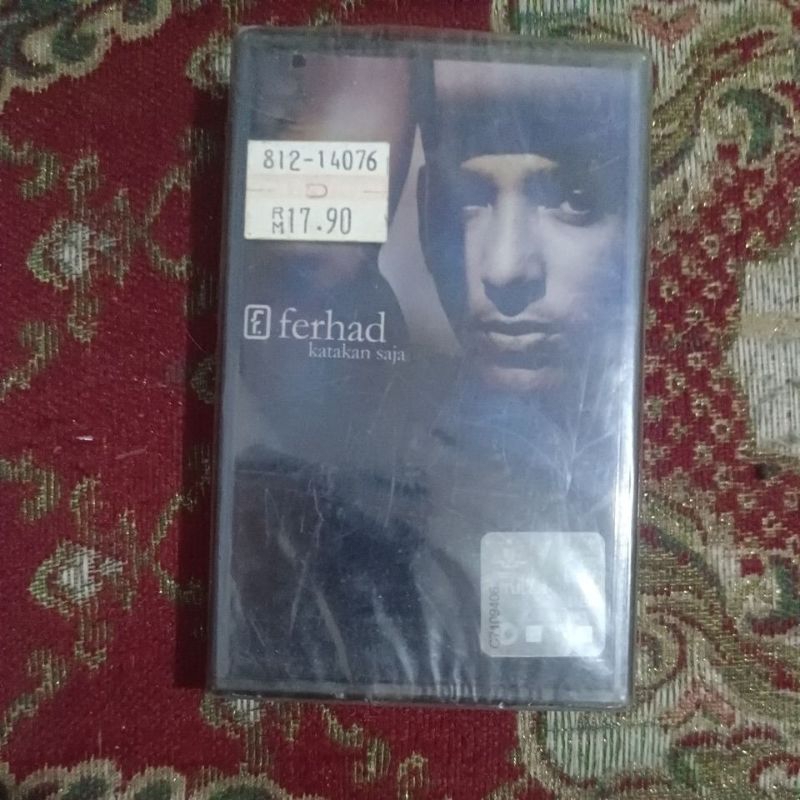 812-14076
RM17.90
f. ferhad
katakan saja